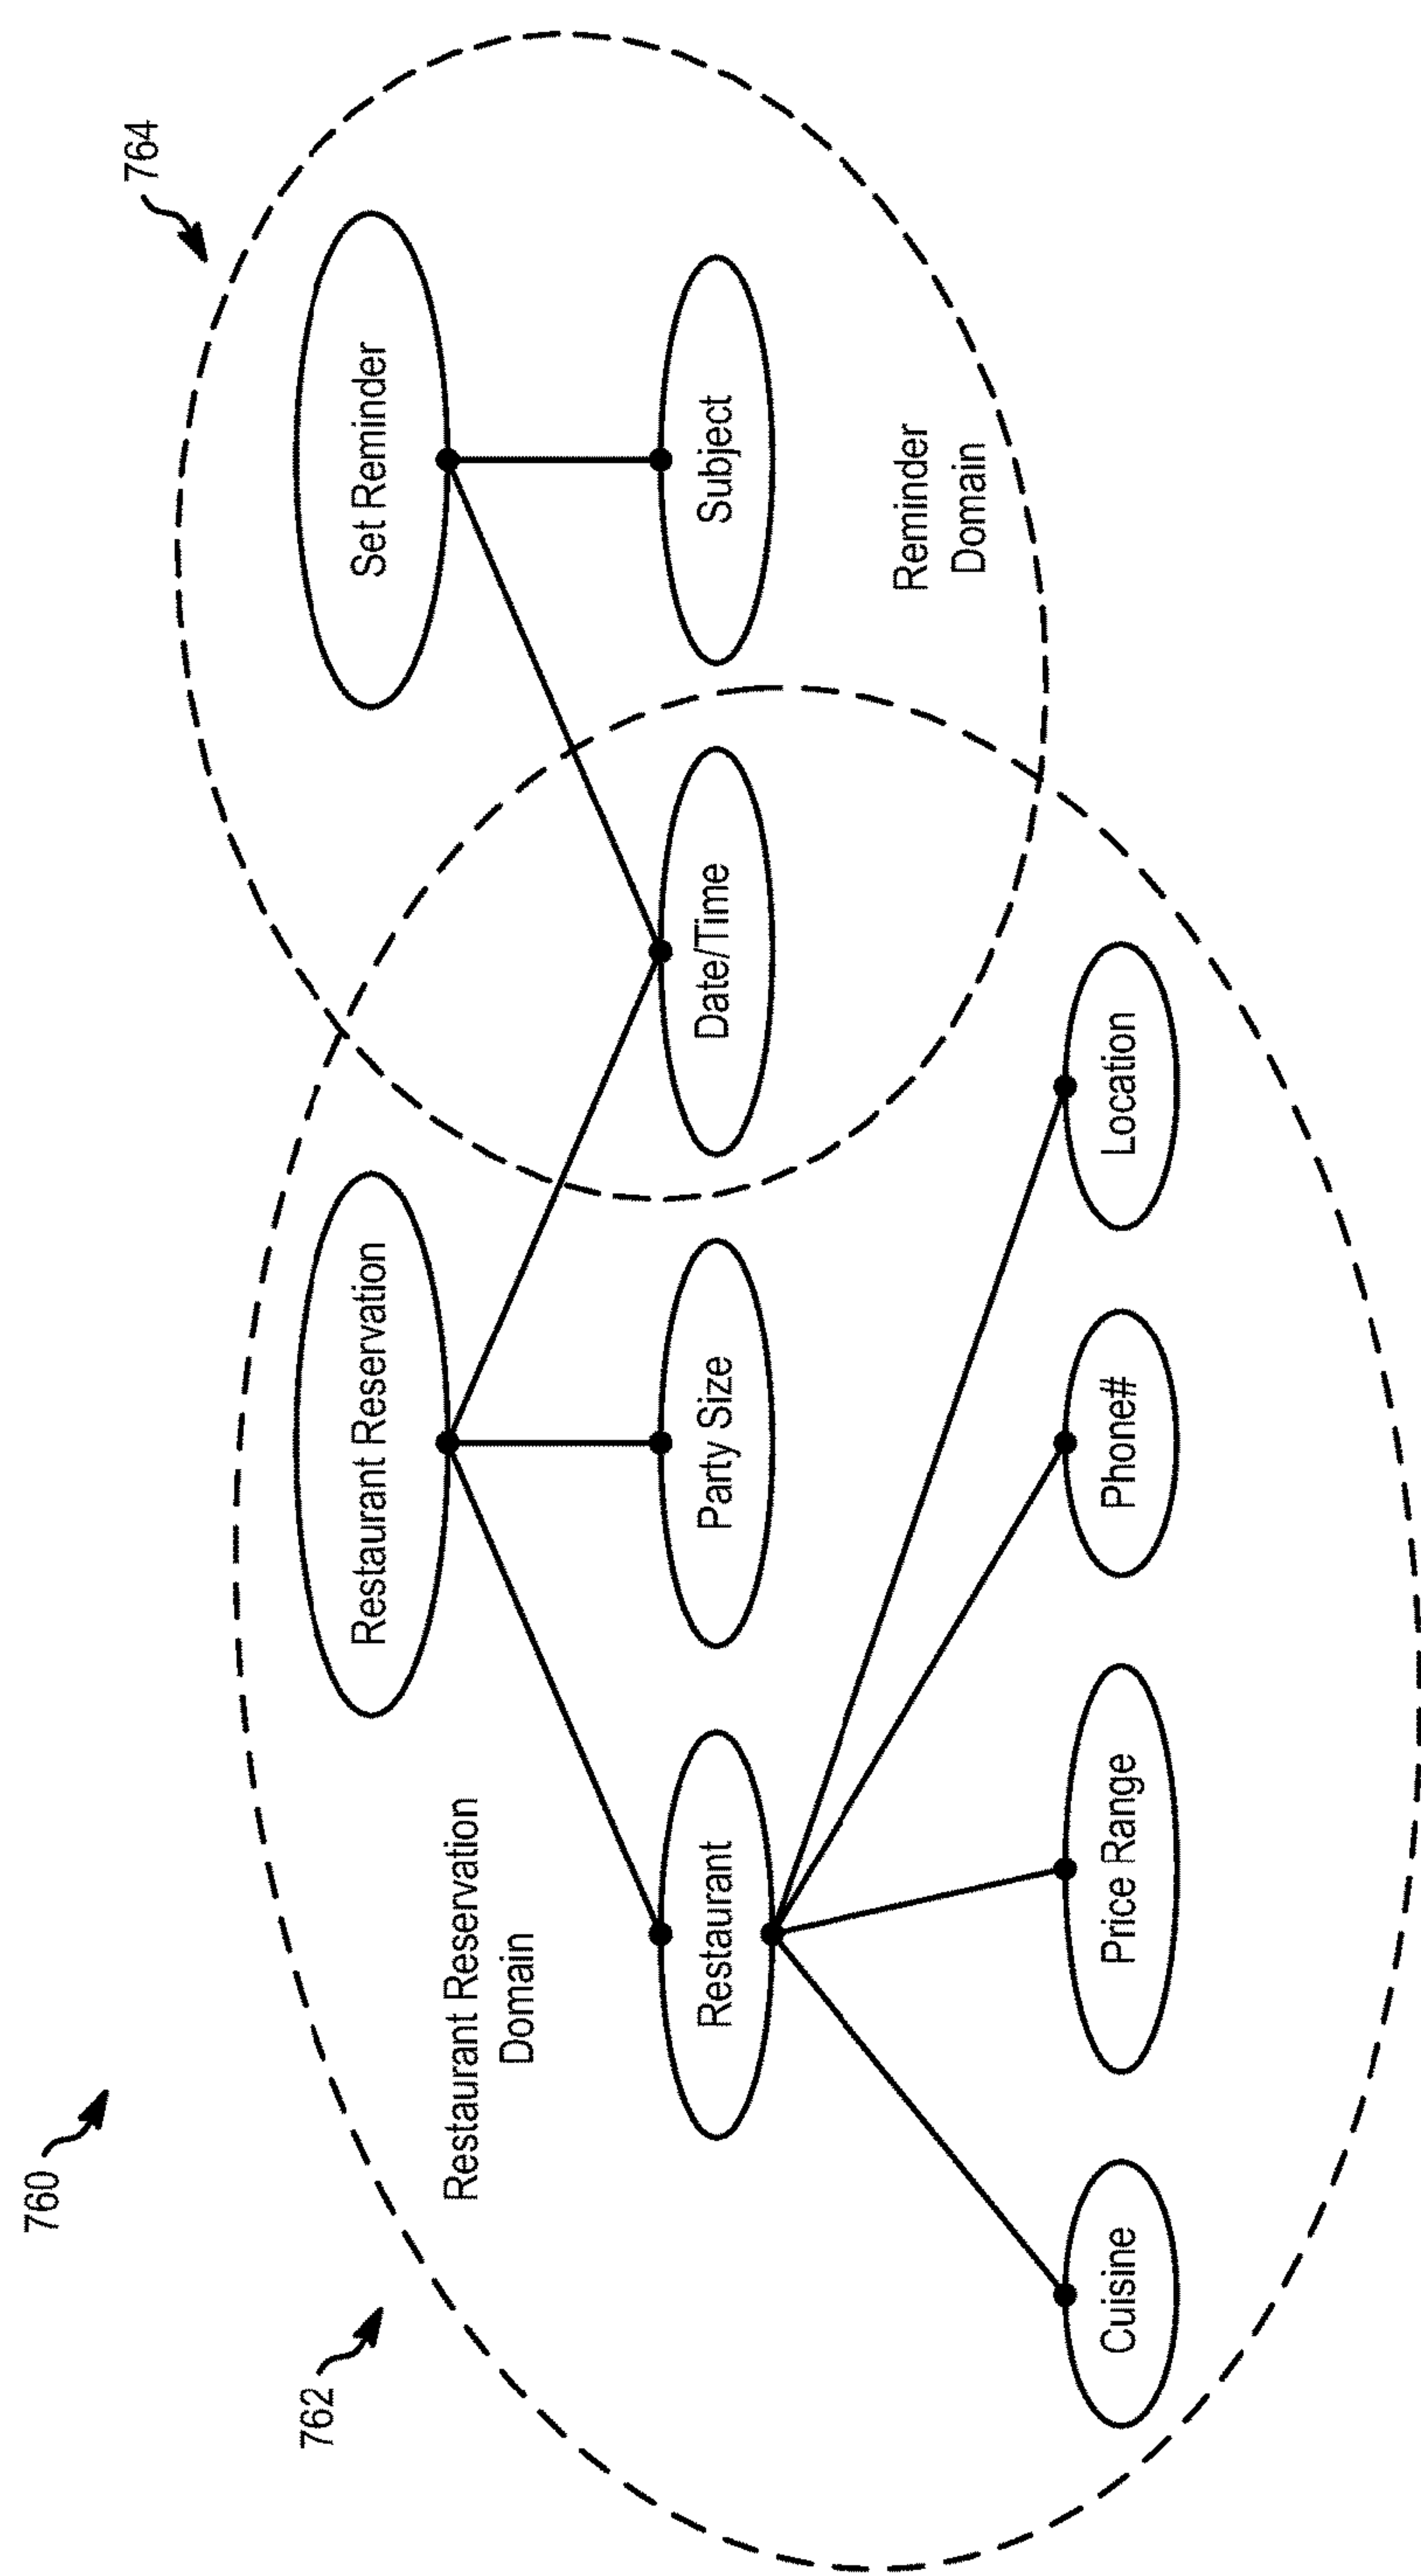 760
762
764
Restaurant Reservation
Set Reminder
Restaurant Reservation
Domain
Restaurant
Party Size
Date/Time
Subject
Reminder
Domain
Cuisine
Price Range
Phone#
Location